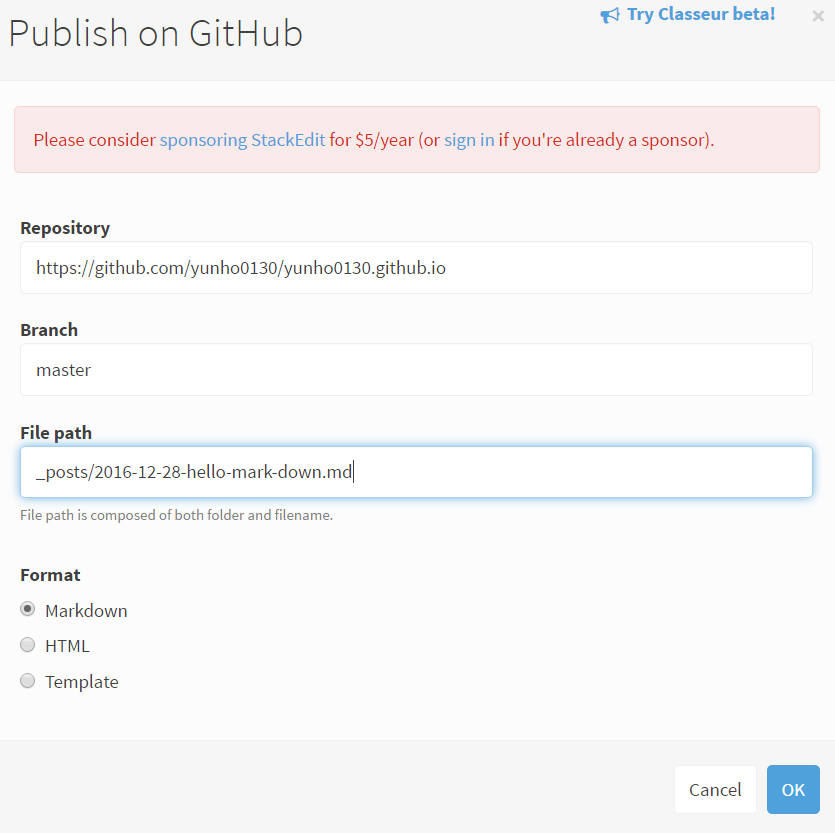 Publish on GitHub
Try Classeur beta!
×
Please consider sponsoring StackEdit for $5/year (or sign in if you're already a sponsor).
Repository
https://github.com/yunho0130/yunho0130.github.io
Branch
master
File path
_posts/2016-12-28-hello-mark-down.md
File path is composed of both folder and filename.
Format
Markdown
HTML
Template
Cancel
OK